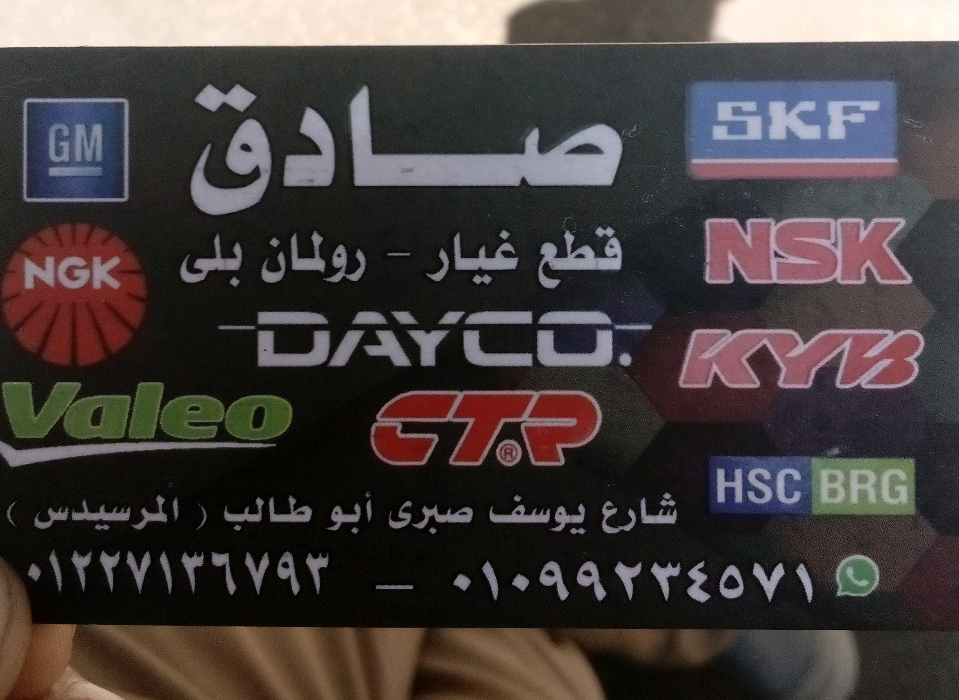 GM
صادق
SKF
NGK
قطع غيار - رولمان بلى
NSK
DAYCO.
KYB
Valeo
CTR®
HSC BRG
شارع يوسف صبرى أبو طالب ( المرسيدس )
٠١٠٩٩٢٣٤٥٧١ - ٠١٢٢٧١٣٦٧٩٣